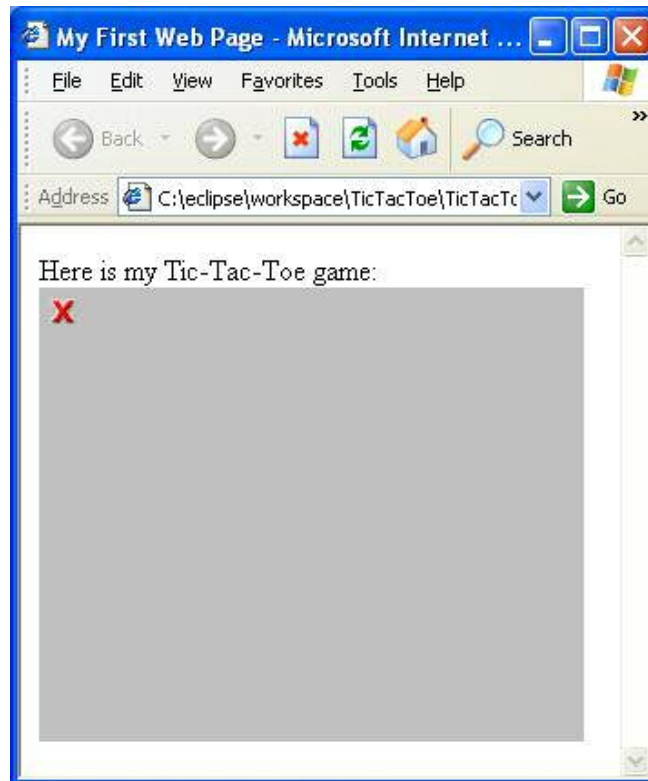 My First Web Page - Microsoft Internet ...
File Edit View Favorites Tools Help
Back Search »
Address C:\eclipse\workspace\TicTacToe\TicTacTo Go
Here is my Tic-Tac-Toe game: